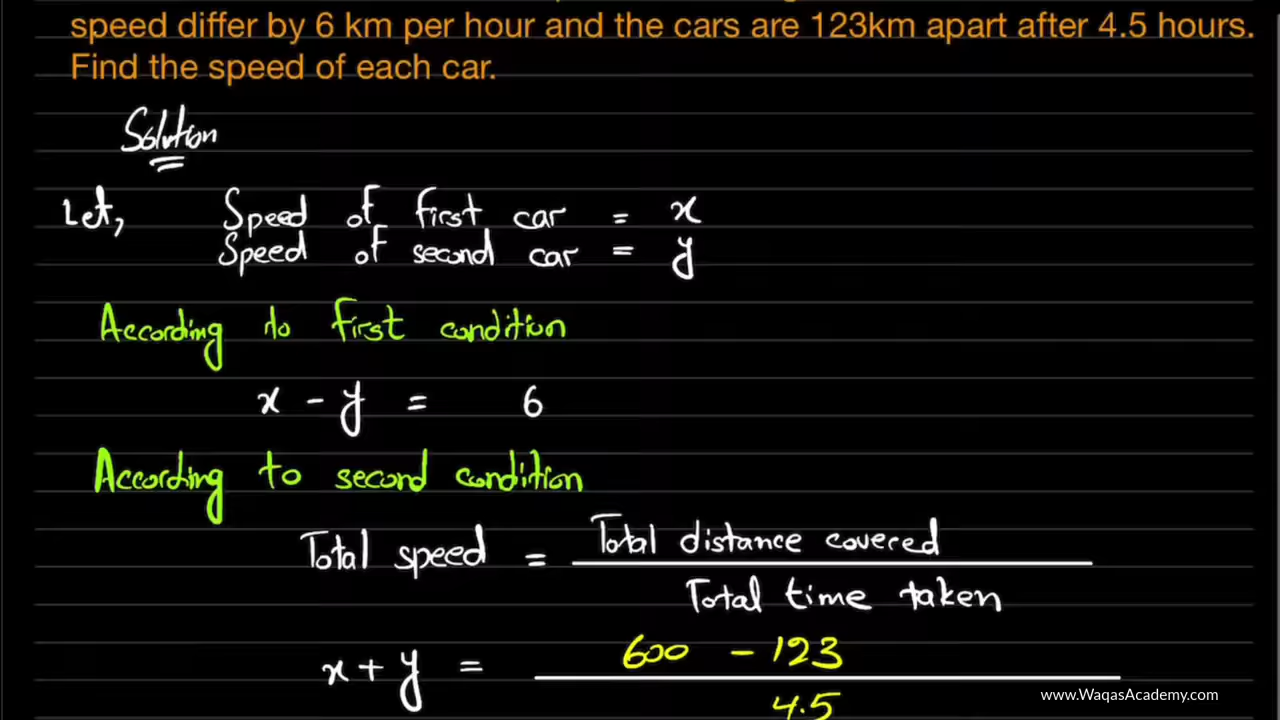 speed differ by 6 km per hour and the cars are 123km apart after 4.5 hours.
Find the speed of each car.
Solution
Let, Speed of first car = x
Speed of second car = y
According to first condition
x - y = 6
According to second condition
Total speed = Total distance covered
Total time taken
x + y = 600 - 123
4.5
www.WaqasAcademy.com